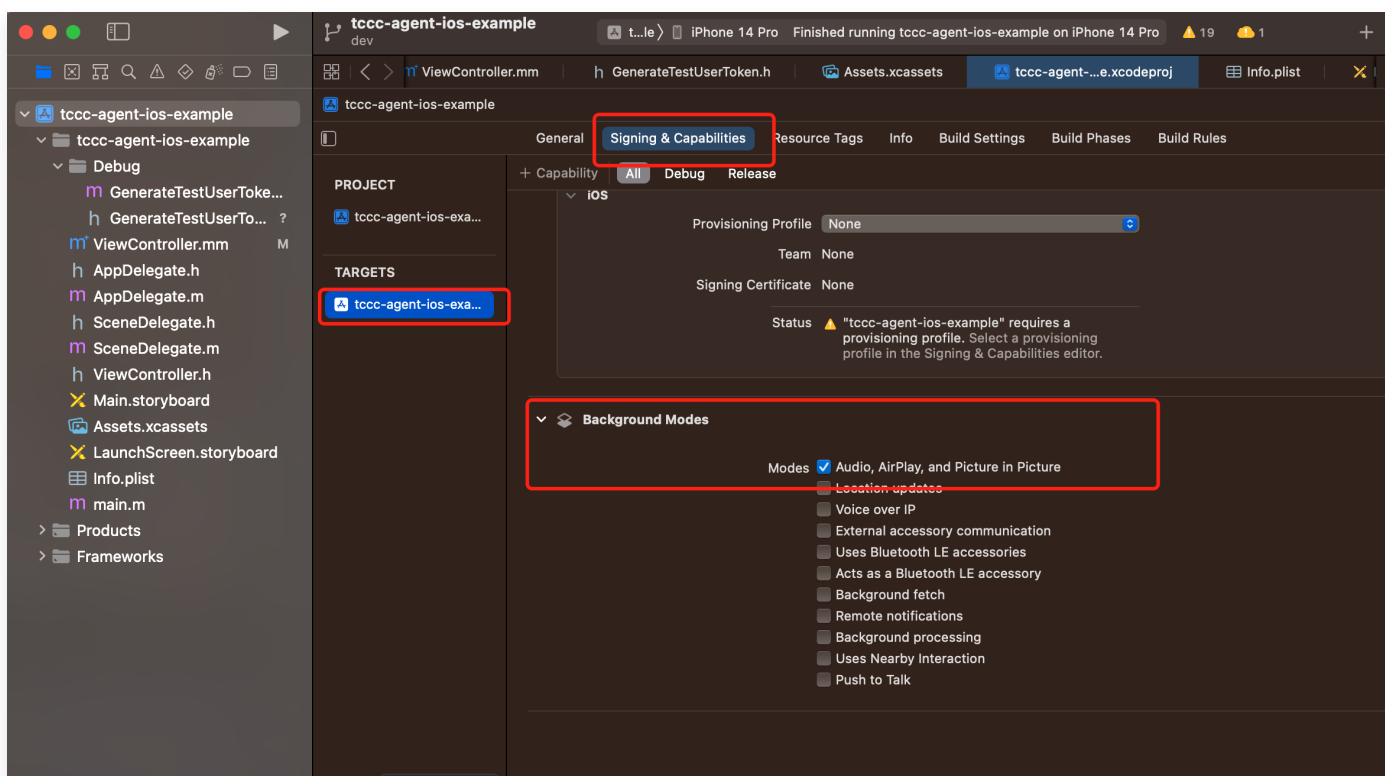 tccc-agent-ios-example
dev
t...le 〉 iPhone 14 Pro Finished running tccc-agent-ios-example on iPhone 14 Pro 19 1
ViewController.mm
GenerateTestUserToken.h
Assets.xcassets
tccc-agent-...e.xcodeproj
Info.plist
tccc-agent-ios-example
tccc-agent-ios-example
Debug
m GenerateTestUserToke...
h GenerateTestUserTo... ?
ViewController.mm M
h AppDelegate.h
m AppDelegate.m
h SceneDelegate.h
m SceneDelegate.m
h ViewController.h
Main.storyboard
Assets.xcassets
LaunchScreen.storyboard
Info.plist
m main.m
Products
Frameworks
tccc-agent-ios-example
General Signing & Capabilities Resource Tags Info Build Settings Build Phases Build Rules
PROJECT
tccc-agent-ios-exa...
TARGETS
tccc-agent-ios-exa...
+ Capability All Debug Release
iOS
Provisioning Profile None
Team None
Signing Certificate None
Status "tccc-agent-ios-example" requires a
provisioning profile. Select a provisioning
profile in the Signing & Capabilities editor.
Background Modes
Modes Audio, AirPlay, and Picture in Picture
Location updates
Voice over IP
External accessory communication
Uses Bluetooth LE accessories
Acts as a Bluetooth LE accessory
Background fetch
Remote notifications
Background processing
Uses Nearby Interaction
Push to Talk